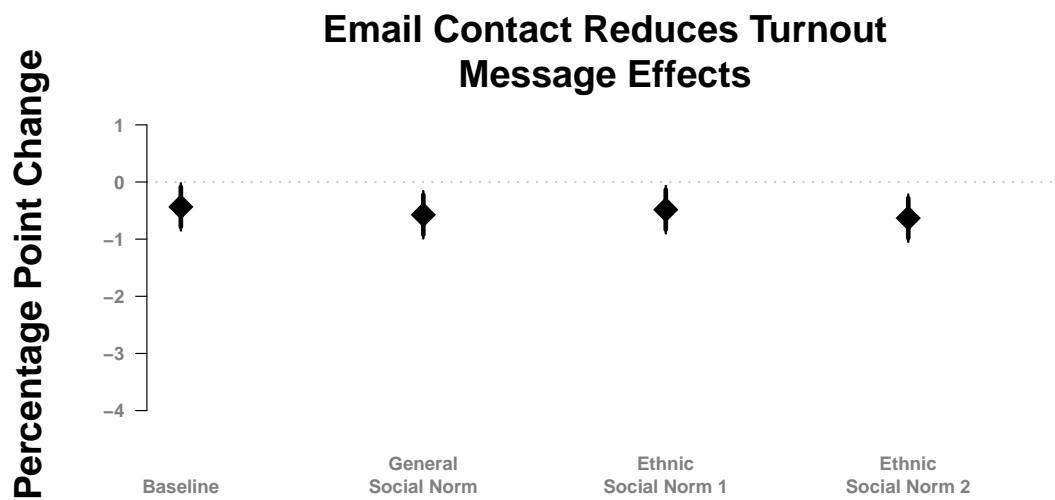 Email Contact Reduces Turnout
Message Effects
Percentage Point Change
1
0
−1
−2
−3
−4
Baseline
General
Social Norm
Ethnic
Social Norm 1
Ethnic
Social Norm 2